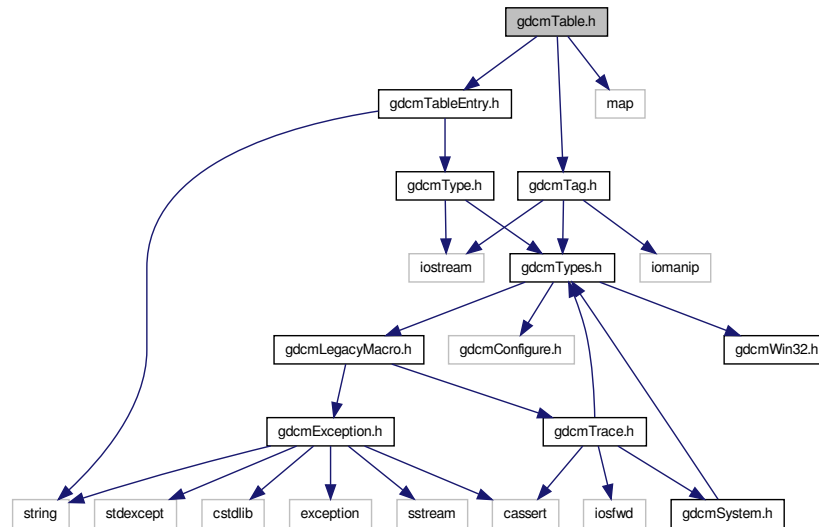 gdcmTable.h
gdcmTableEntry.h
map
gdcmType.h
gdcmTag.h
iostream
gdcmTypes.h
iomanip
gdcmLegacyMacro.h
gdcmConfigure.h
gdcmWin32.h
gdcmException.h
gdcmTrace.h
string
stdexcept
cstdlib
exception
sstream
cassert
iosfwd
gdcmSystem.h